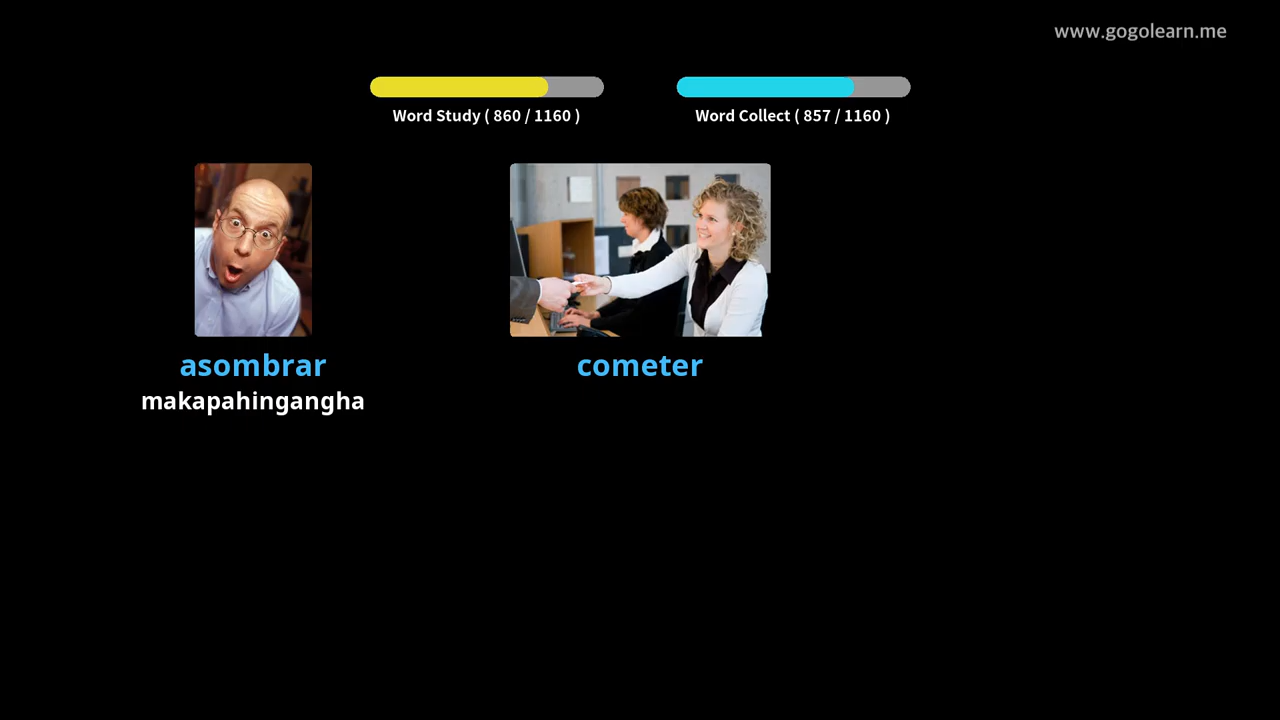 www.gogolearn.me
Word Study ( 860 / 1160 )
Word Collect ( 857 / 1160 )
asombrar
makapahingangha
cometer